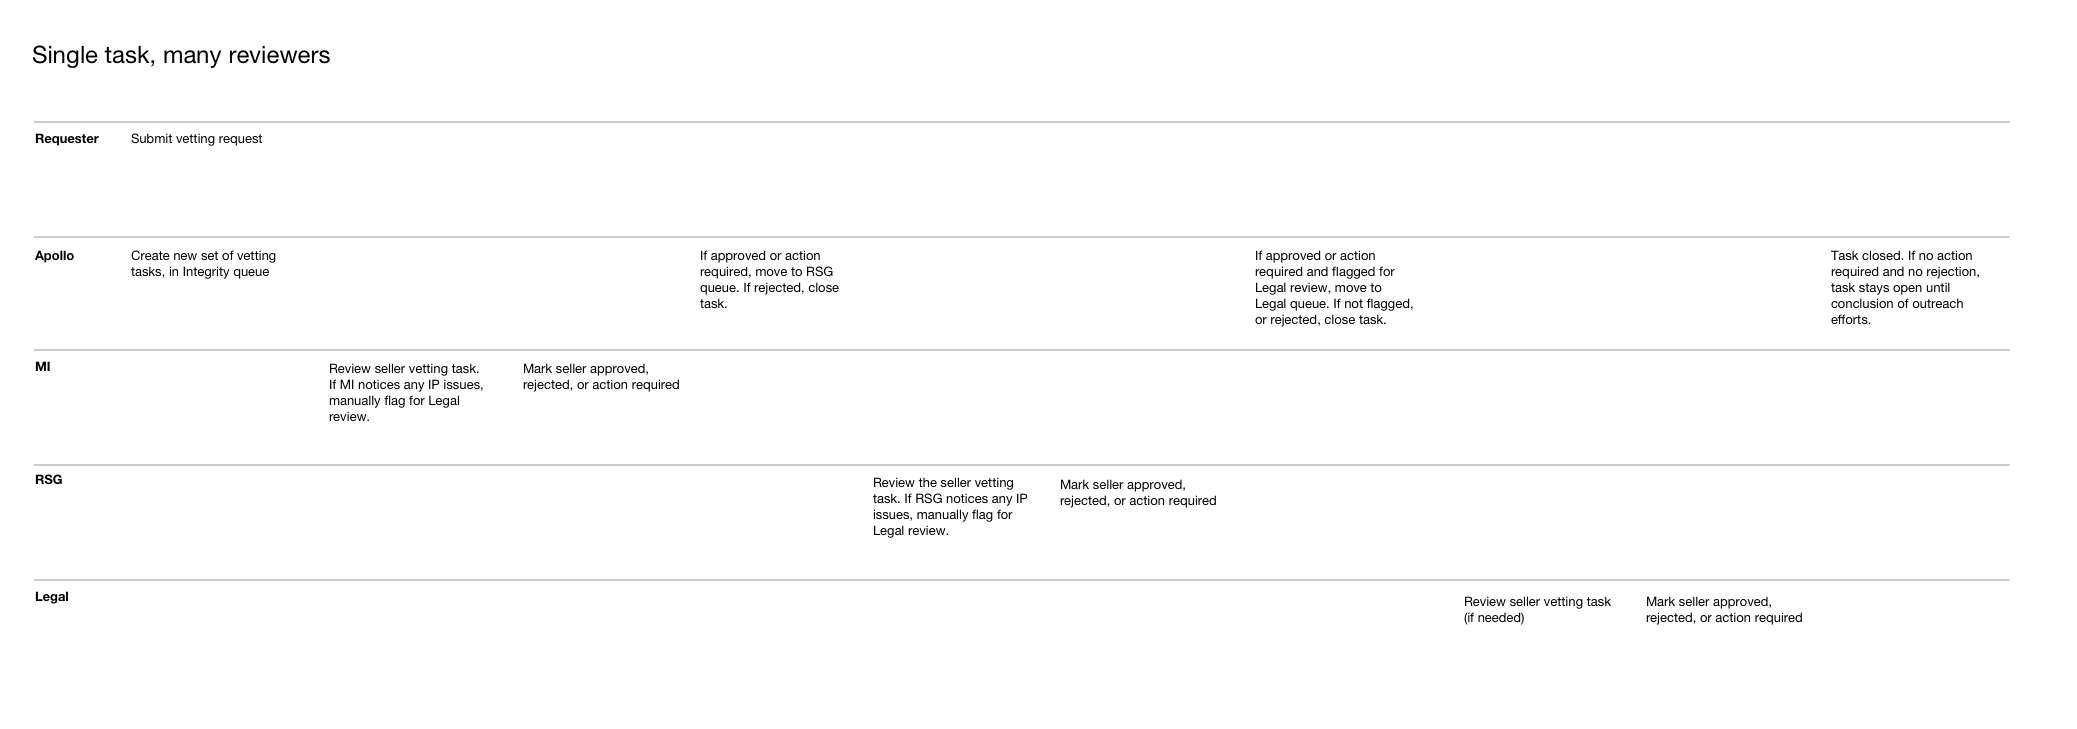 Single task, many reviewers
Requester
Submit vetting request
Apollo
Create new set of vetting
tasks, in Integrity queue
If approved or action
required, move to RSG
queue. If rejected, close
task.
If approved or action
required and flagged for
Legal review, move to
Legal queue. If not flagged,
or rejected, close task.
Task closed. If no action
required and no rejection,
task stays open until
conclusion of outreach
efforts.
MI
Review seller vetting task.
If MI notices any IP issues,
manually flag for Legal
review.
Mark seller approved,
rejected, or action required
RSG
Review the seller vetting
task. If RSG notices any IP
issues, manually flag for
Legal review.
Mark seller approved,
rejected, or action required
Legal
Review seller vetting task
(if needed)
Mark seller approved,
rejected, or action required